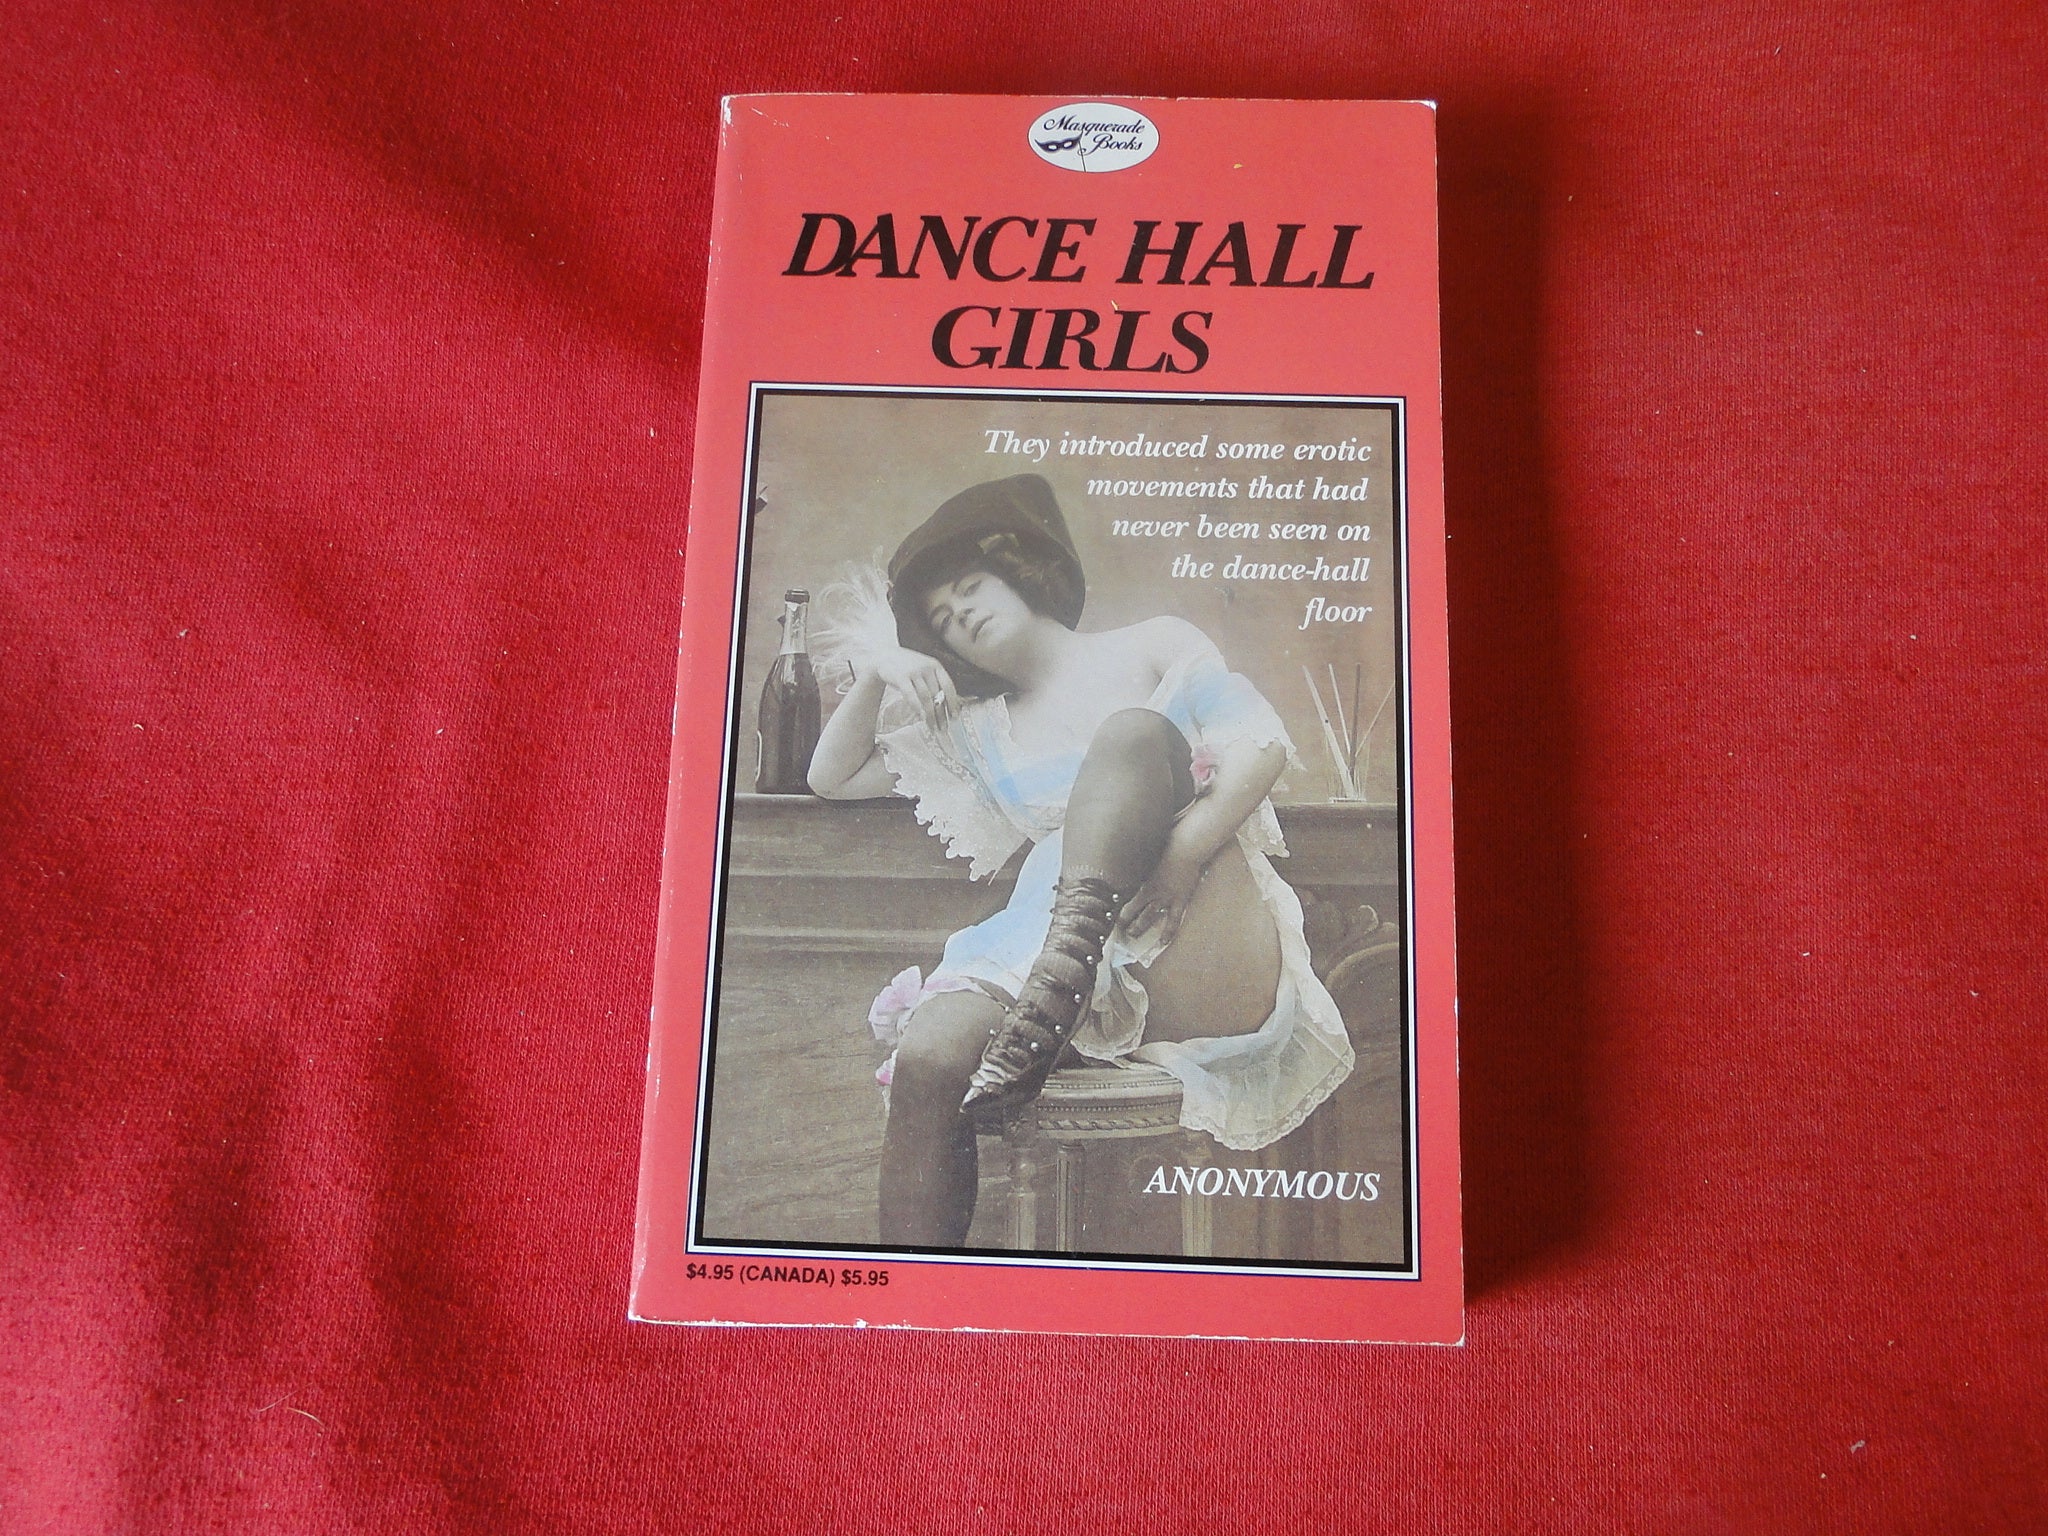 Masquerade
Books
DANCE HALL
GIRLS
They introduced some erotic
movements that had
never been seen on
the dance-hall
floor
ANONYMOUS
$4.95 (CANADA) $5.95